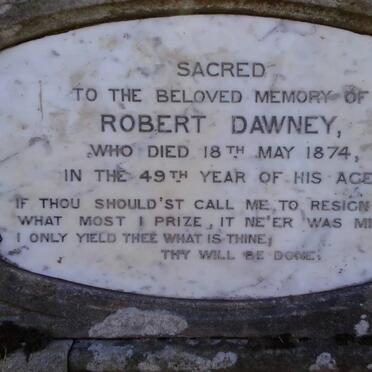 SACRED
TO THE BELOVED MEMORY OF
ROBERT DAWNEY,
WHO DIED 18TH MAY 1874,
IN THE 49TH YEAR OF HIS AGE
IF THOU SHOULD'ST CALL ME TO RESIGN
WHAT MOST I PRIZE, IT NE'ER WAS MI
I ONLY YIELD THEE WHAT IS THINE;
THY WILL BE DONE.